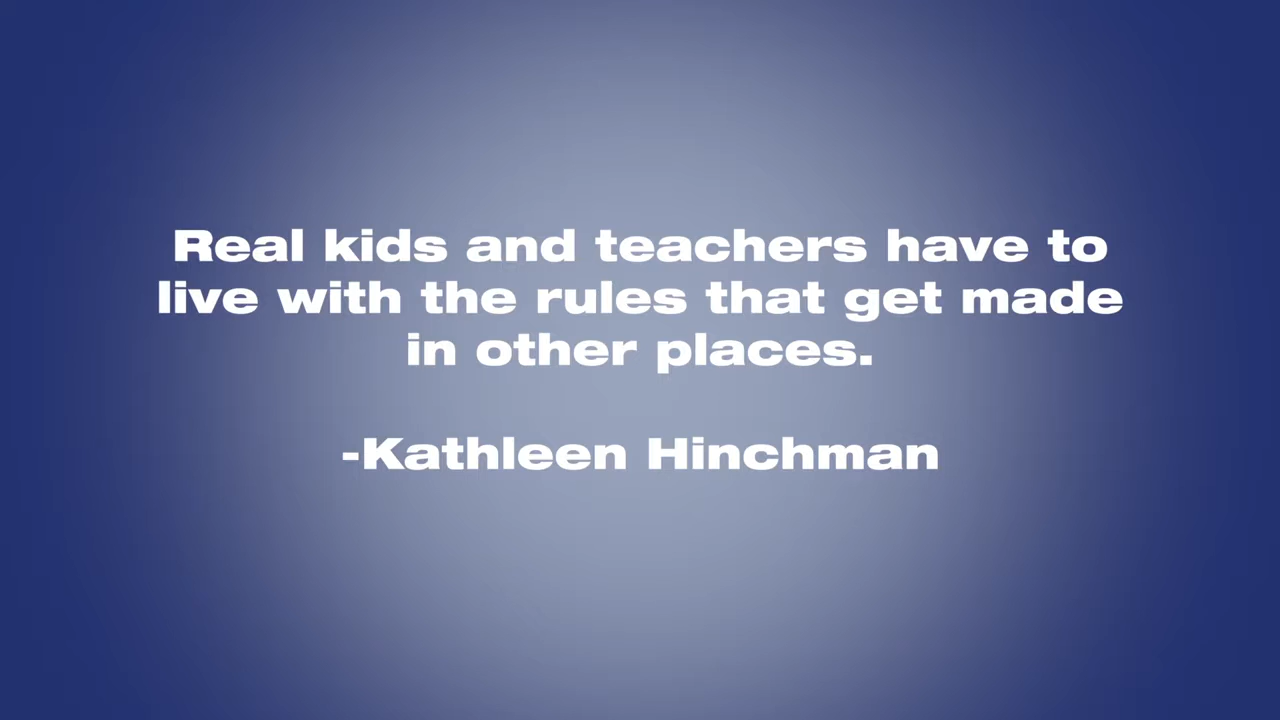 Real kids and teachers have to
live with the rules that get made
in other places.
-Kathleen Hinchman